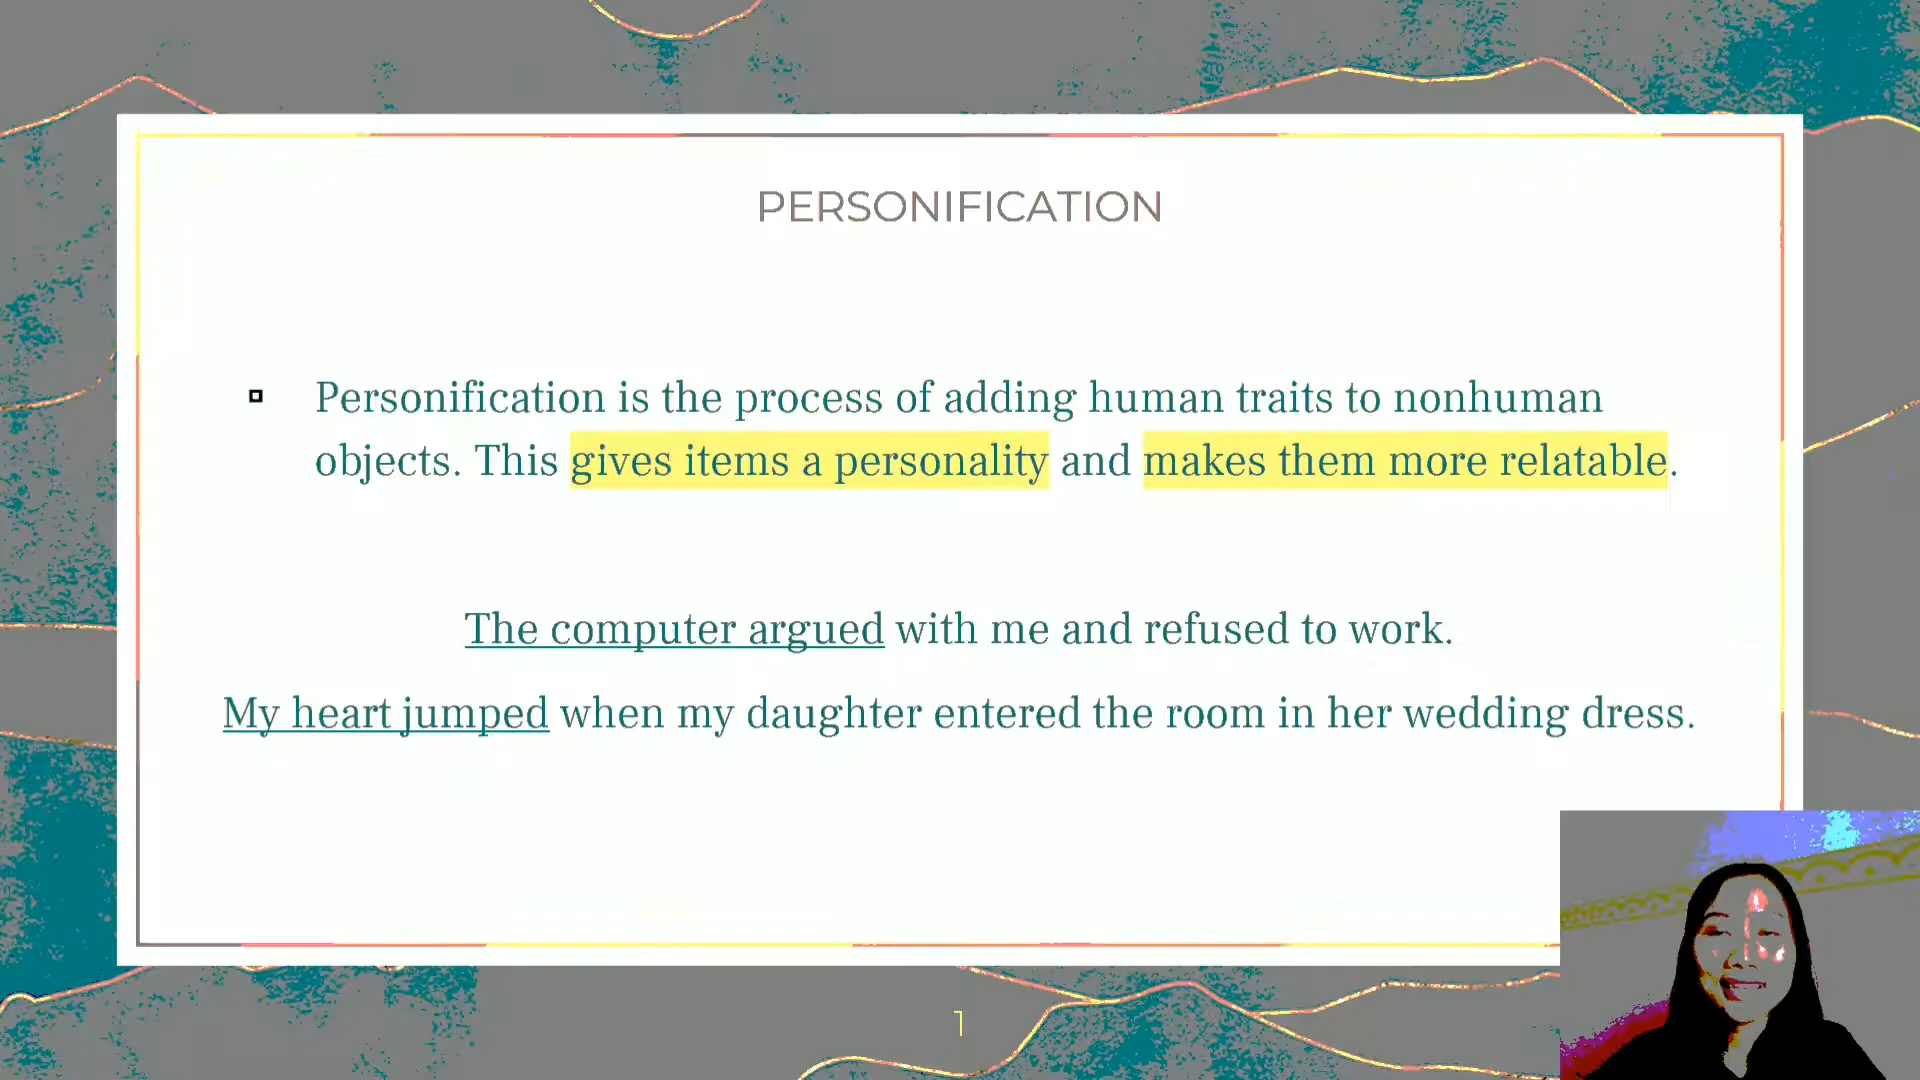 PERSONIFICATION
Personification is the process of adding human traits to nonhuman
objects. This gives items a personality and makes them more relatable.
The computer argued with me and refused to work.
My heart jumped when my daughter entered the room in her wedding dress.
1